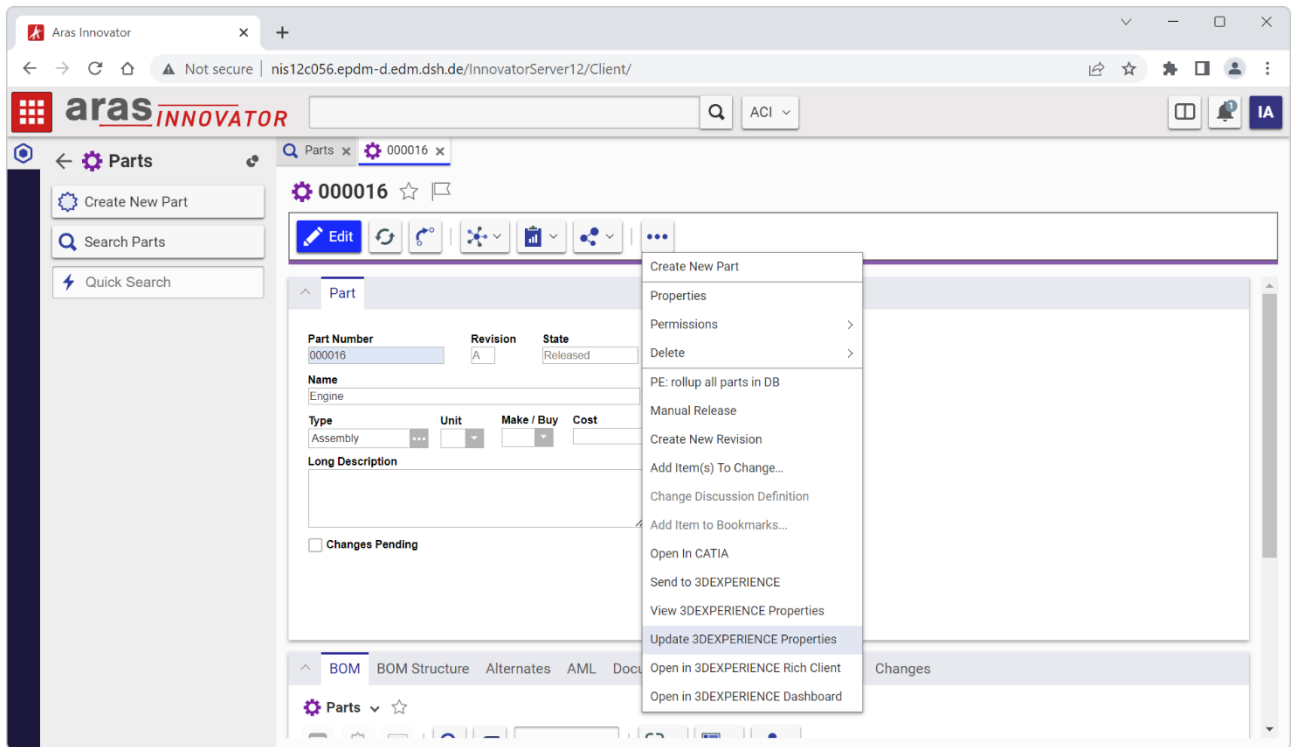 Aras Innovator
Not secure nis12c056.epdm-d.edm.dsh.de/InnovatorServer12/Client/
aras INNOVATOR
ACI
1
IA
Parts
Create New Part
Search Parts
Quick Search
Parts
000016
000016
Edit
Create New Part
Properties
Permissions
Delete
PE: rollup all parts in DB
Manual Release
Create New Revision
Add Item(s) To Change...
Change Discussion Definition
Add Item to Bookmarks...
Open In CATIA
Send to 3DEXPERIENCE
View 3DEXPERIENCE Properties
Update 3DEXPERIENCE Properties
Open in 3DEXPERIENCE Rich Client
Open in 3DEXPERIENCE Dashboard
Part
Part Number Revision State
000016 A Released
Name
Engine
Type Unit Make / Buy Cost
Assembly
Long Description
Changes Pending
BOM BOM Structure Alternates AML Docu Changes
Parts